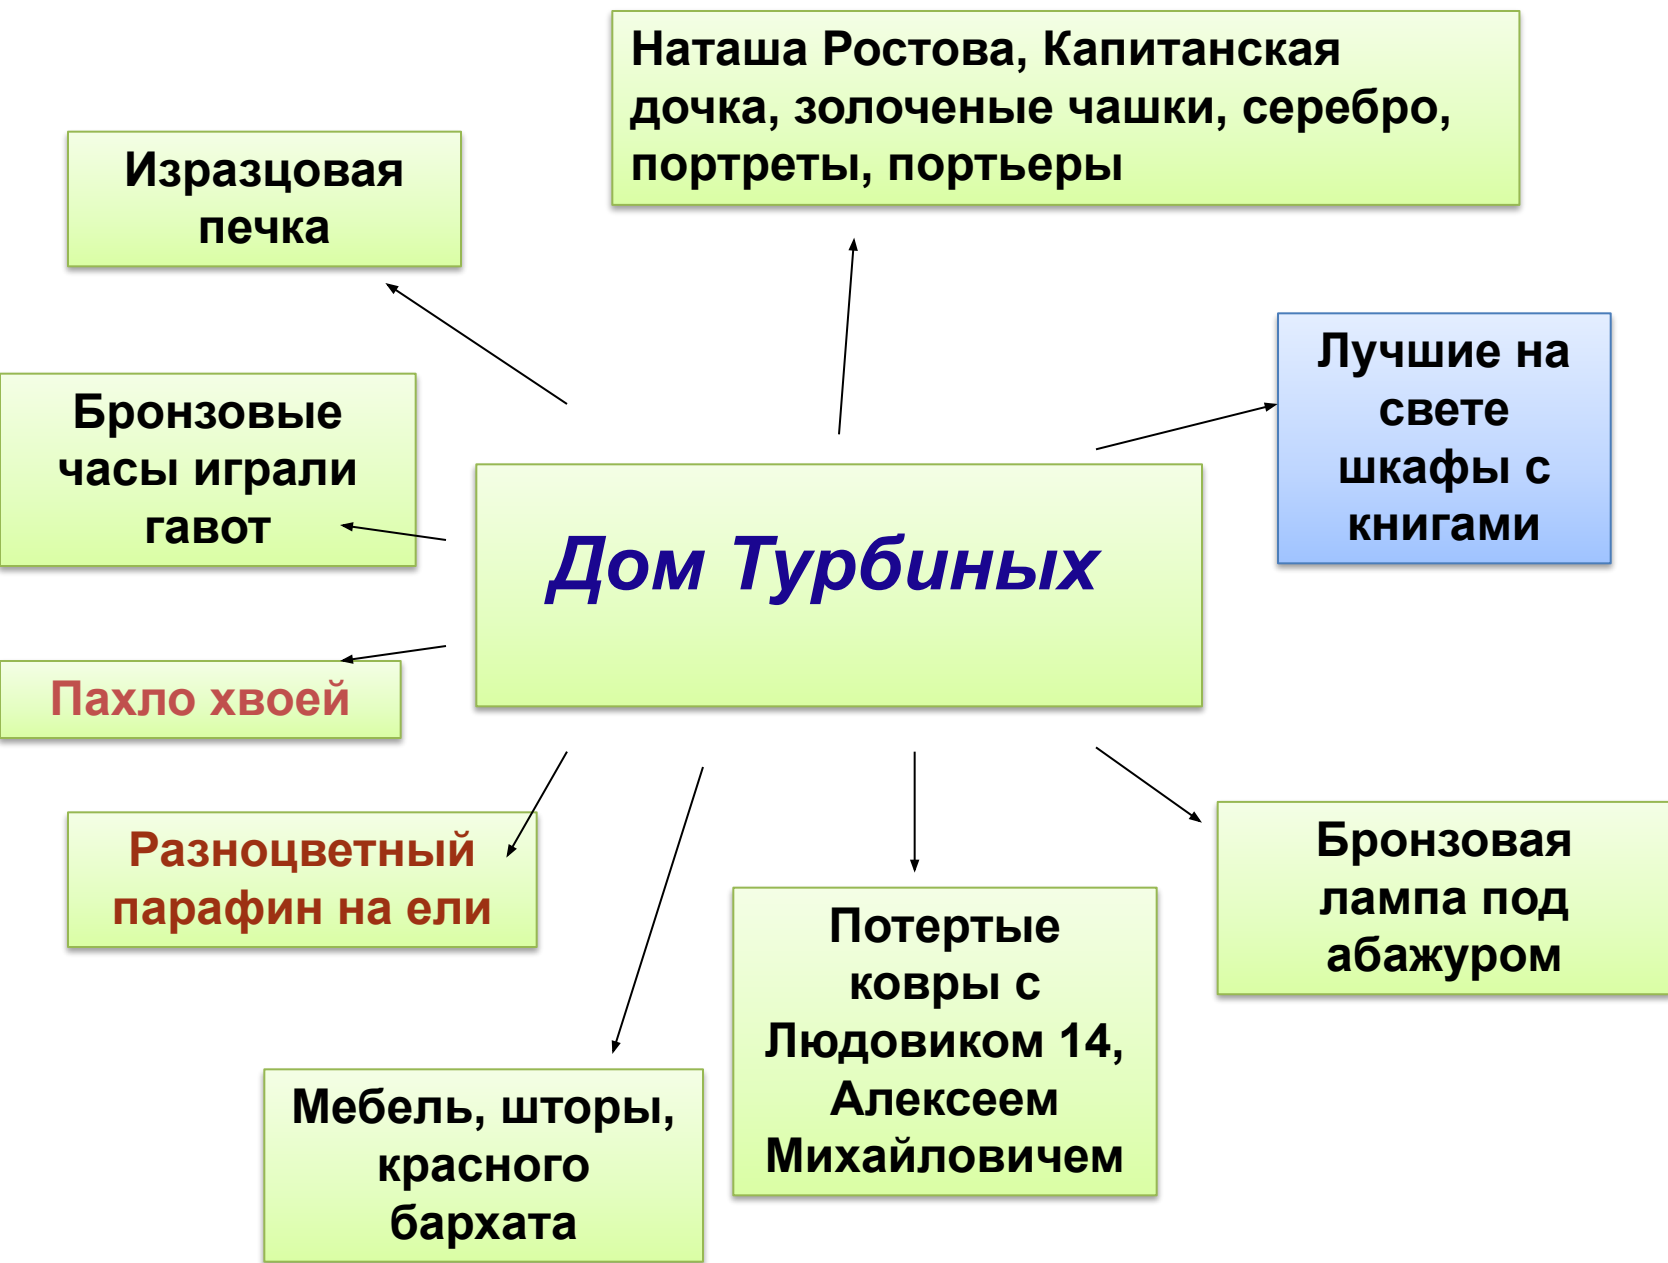 Наташа Ростова, Капитанская
дочка, золоченые чашки, серебро,
портреты, портьеры
Изразцовая
печка
Лучшие на
свете
шкафы с
книгами
Бронзовые
часы играли
гавот
Дом Турбиных
Пахло хвоей
Разноцветный
парафин на ели
Бронзовая
лампа под
абажуром
Потертые
ковры с
Людовиком 14,
Алексеем
Михайловичем
Мебель, шторы,
красного
бархата